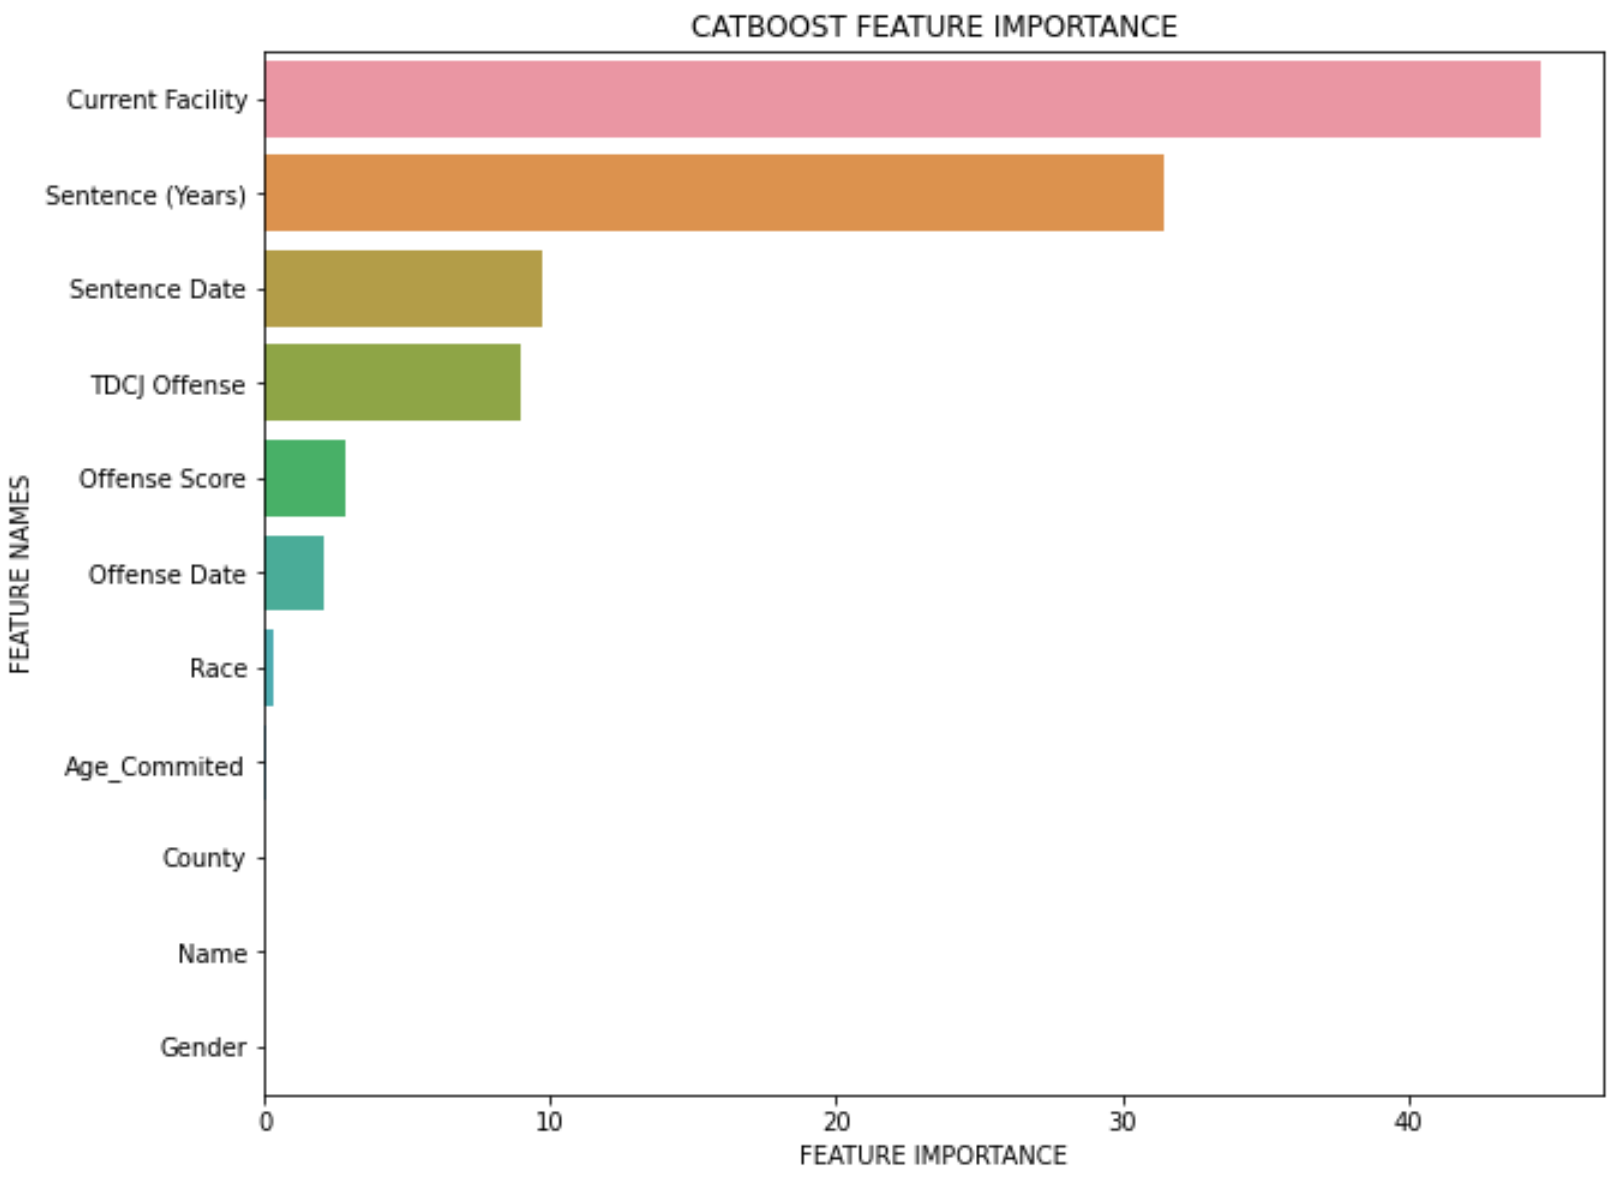 CATBOOST FEATURE IMPORTANCE
FEATURE NAMES
Current Facility
Sentence (Years)
Sentence Date
TDCJ Offense
Offense Score
Offense Date
Race
Age_Commited
County
Name
Gender
0 10 20 30 40
FEATURE IMPORTANCE